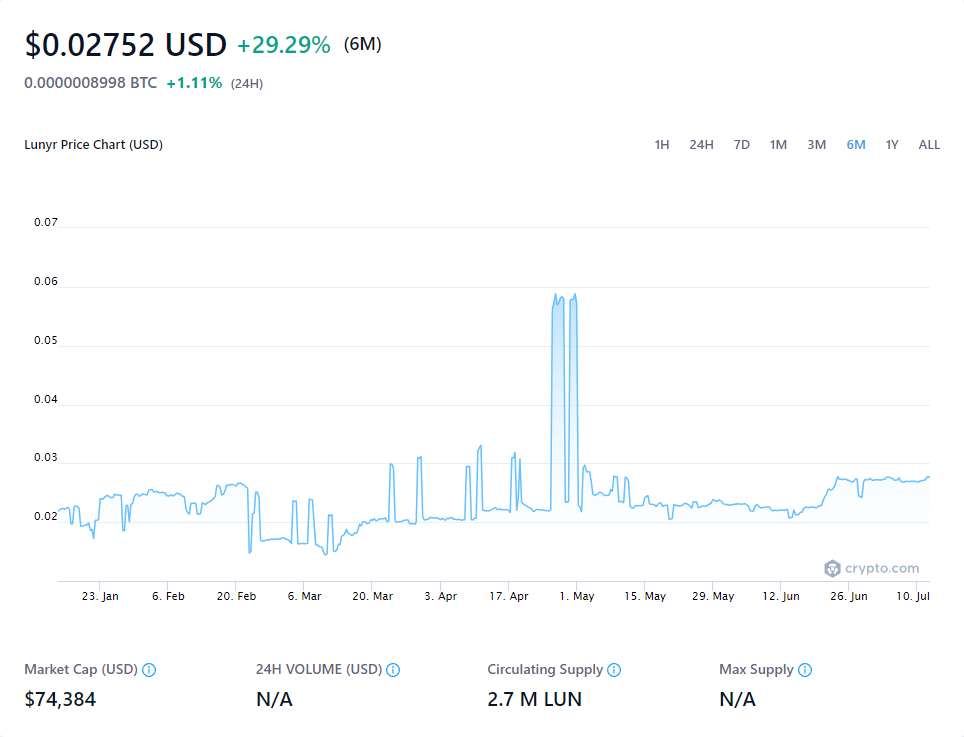 $0.02752 USD +29.29% (6M)
0.0000008998 BTC +1.11% (24H)
Lunyr Price Chart (USD)
1H 24H 7D 1M 3M 6M 1Y ALL
0.07
0.06
0.05
0.04
0.03
0.02
crypto.com
23. Jan 6. Feb 20. Feb 6. Mar 20. Mar 3. Apr 17. Apr 1. May 15. May 29. May 12. Jun 26. Jun 10. Jul
Market Cap (USD) 24H VOLUME (USD) Circulating Supply Max Supply
$74,384 N/A 2.7 M LUN N/A